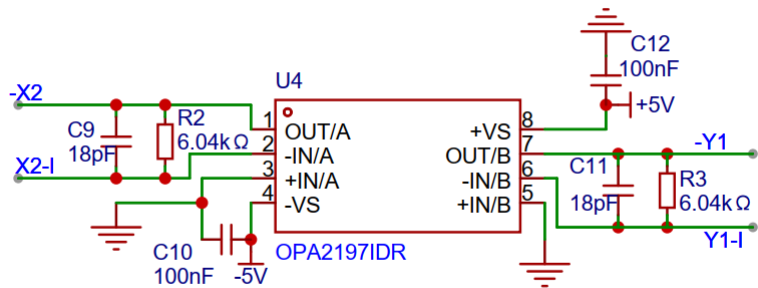 C12
100nF
+5V
U4
-X2
C9
18pF
R2
6.04kΩ
X2-I
1
OUT/A
2
-IN/A
3
+IN/A
4
-VS
+VS
8
OUT/B
7
-IN/B
6
+IN/B
5
-Y1
C11
18pF
R3
6.04kΩ
Y1-I
C10
100nF
-5V
OPA2197IDR